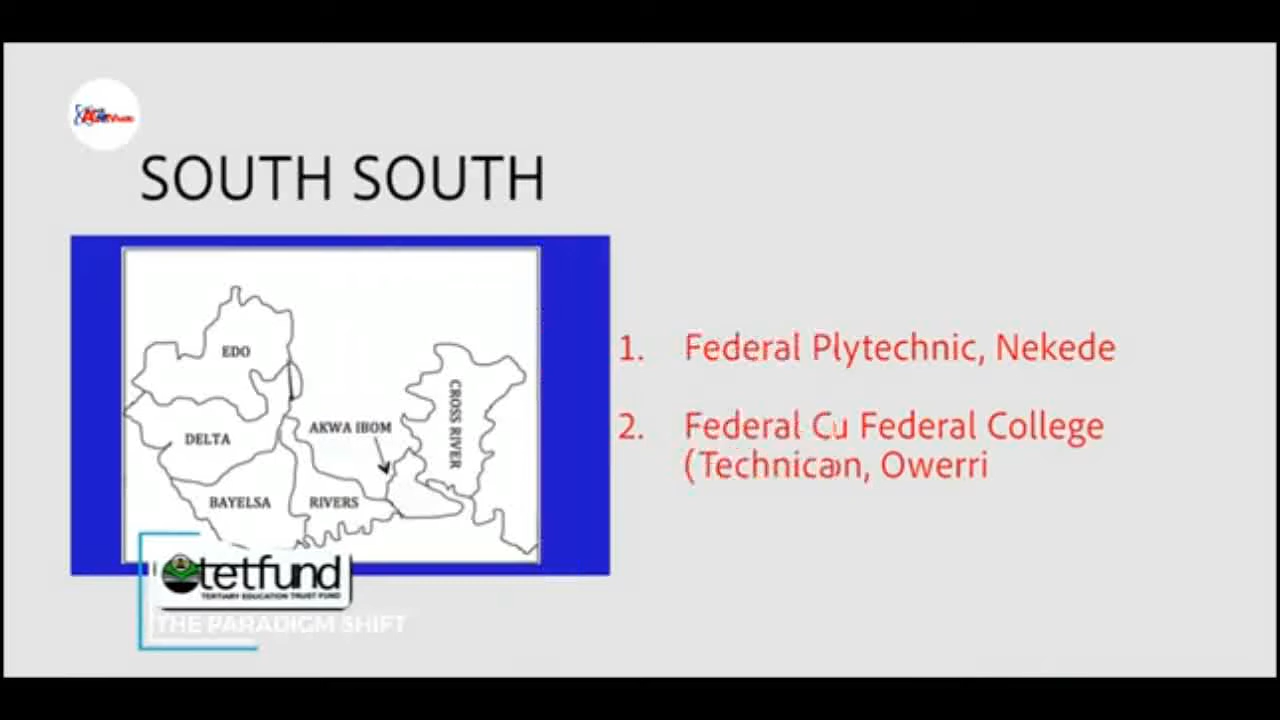 SOUTH SOUTH
EDO
DELTA
AKWA IBOM
CROSS RIVER
BAYELSA
RIVERS
1. Federal Plytechnic, Nekede
2. Federal Cu Federal College
(Technican, Owerri
tetfund
TERTIARY EDUCATION TRUST FUND
THE PARADIGM SHIFT